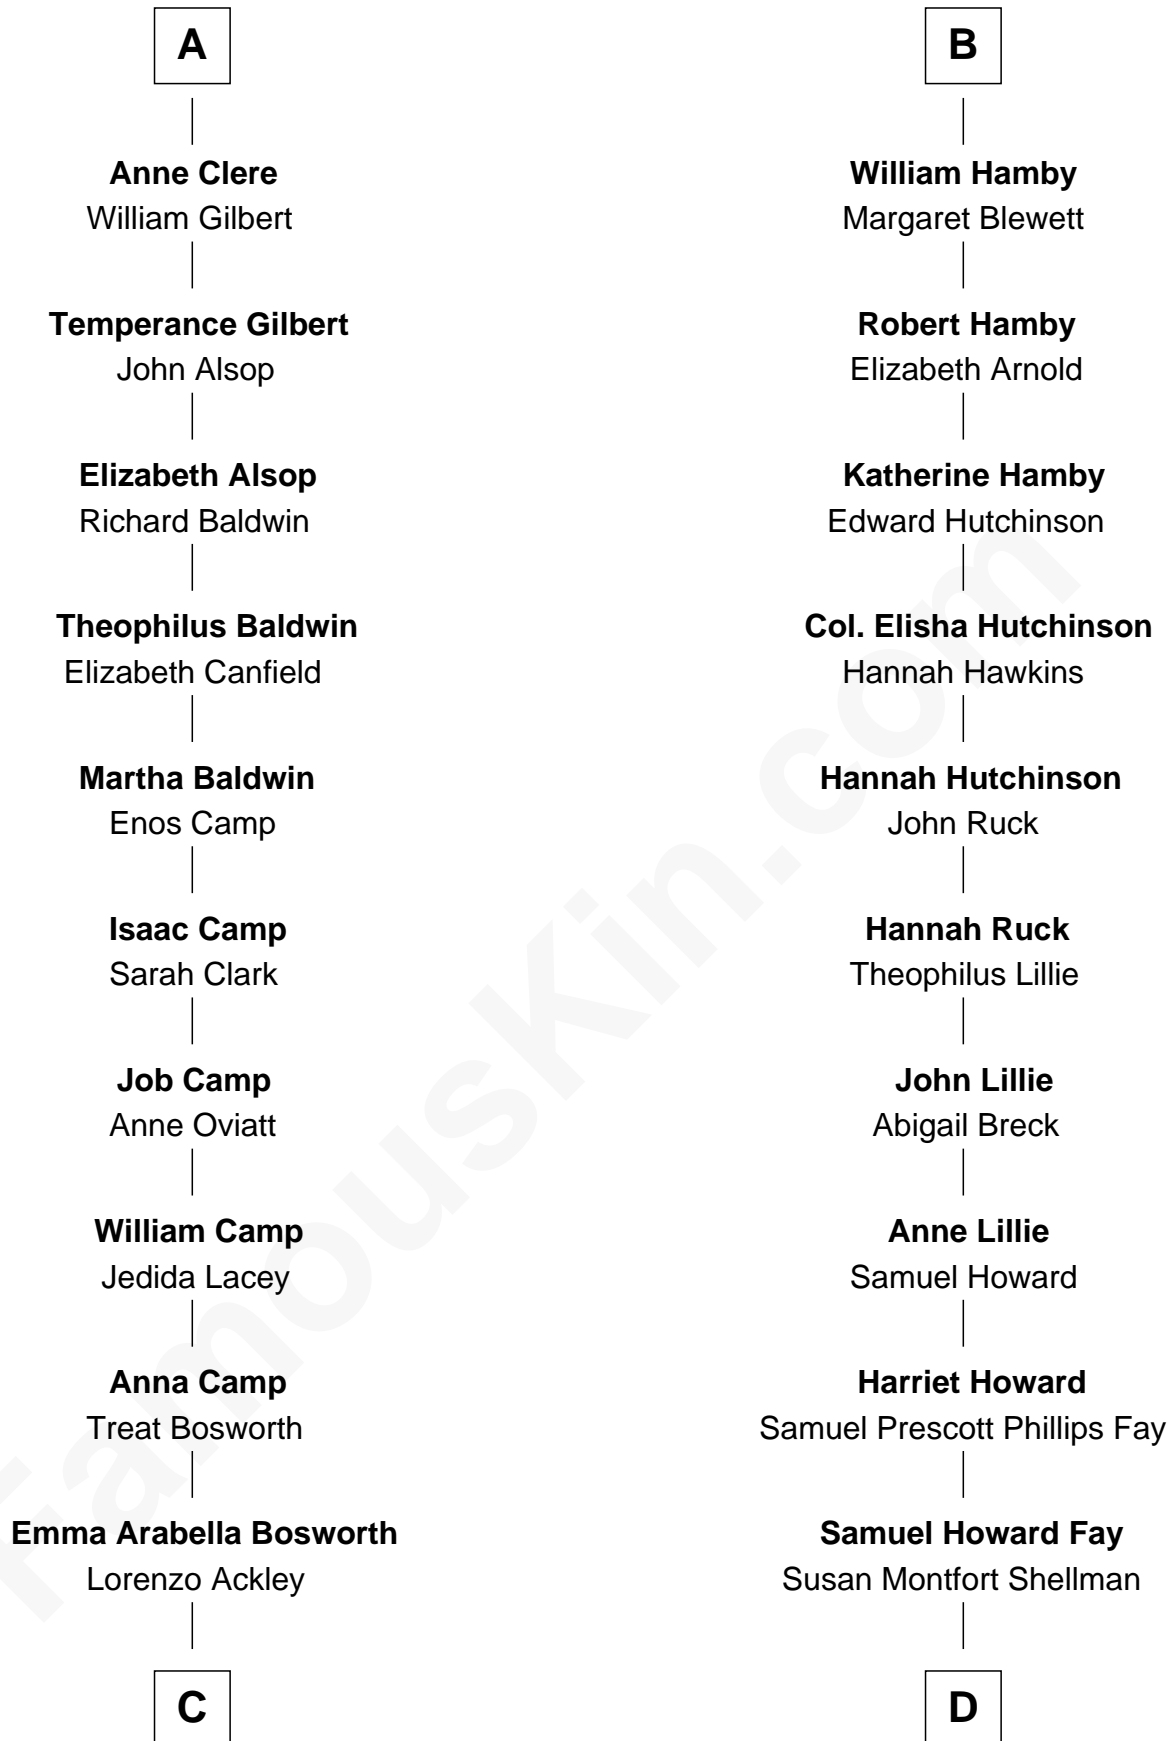 A
Anne Clere
William Gilbert
Temperance Gilbert
John Alsop
Elizabeth Alsop
Richard Baldwin
Theophilus Baldwin
Elizabeth Canfield
Martha Baldwin
Enos Camp
Isaac Camp
Sarah Clark
Job Camp
Anne Oviatt
William Camp
Jedida Lacey
Anna Camp
Treat Bosworth
Emma Arabella Bosworth
Lorenzo Ackley
C
B
William Hamby
Margaret Blewett
Robert Hamby
Elizabeth Arnold
Katherine Hamby
Edward Hutchinson
Col. Elisha Hutchinson
Hannah Hawkins
Hannah Hutchinson
John Ruck
Hannah Ruck
Theophilus Lillie
John Lillie
Abigail Breck
Anne Lillie
Samuel Howard
Harriet Howard
Samuel Prescott Phillips Fay
Samuel Howard Fay
Susan Montfort Shellman
D
FamousKin.com